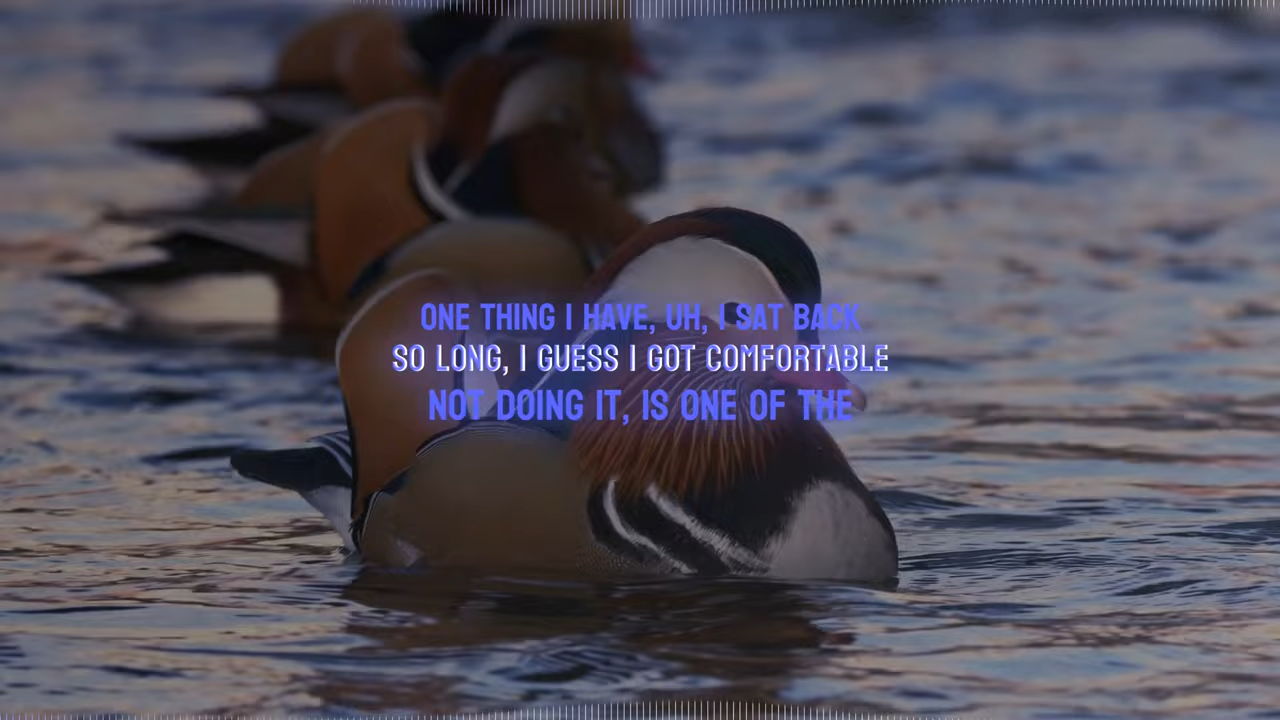 ONE THING I HAVE, UH, I SAT BACK
SO LONG, I GUESS I GOT COMFORTABLE
NOT DOING IT, IS ONE OF THE